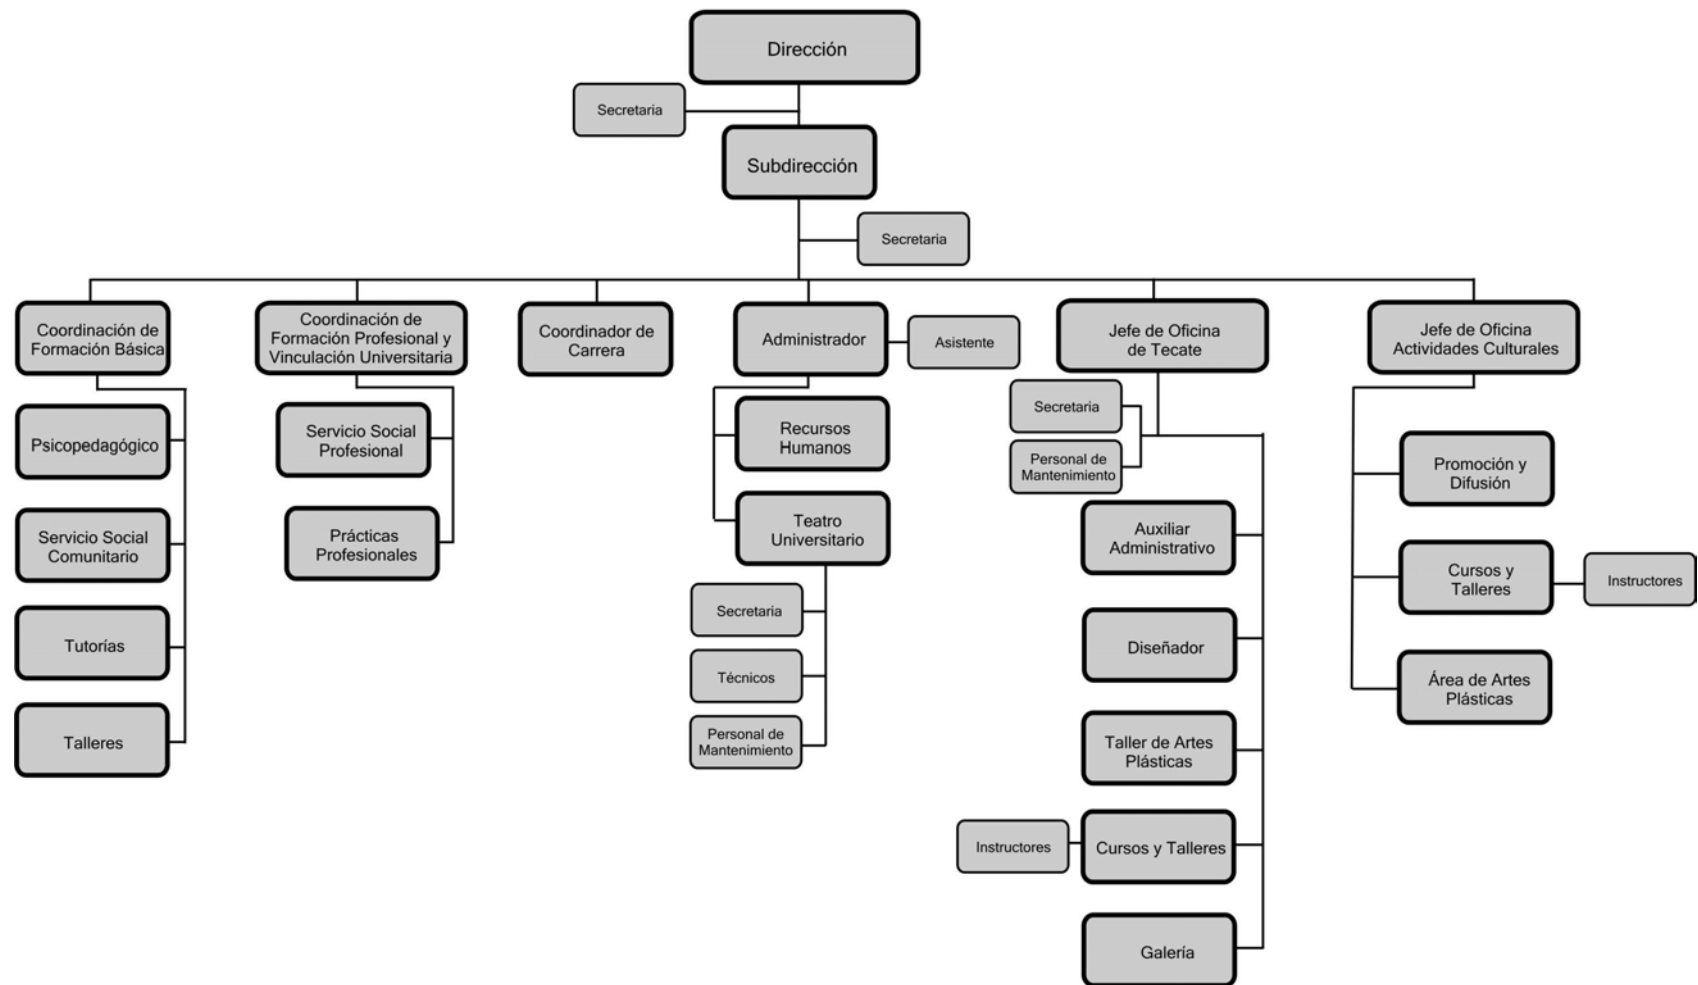 Dirección
Secretaria
Subdirección
Secretaria
Coordinación de
Formación Básica
Coordinación de
Formación Profesional y
Vinculación Universitaria
Coordinador de
Carrera
Administrador
Asistente
Jefe de Oficina
de Tecate
Jefe de Oficina
Actividades Culturales
Psicopedagógico
Servicio Social
Comunitario
Tutorías
Talleres
Servicio Social
Profesional
Prácticas
Profesionales
Recursos
Humanos
Teatro
Universitario
Secretaria
Técnicos
Personal de
Mantenimiento
Secretaria
Personal de
Mantenimiento
Auxiliar
Administrativo
Diseñador
Taller de Artes
Plásticas
Instructores
Cursos y Talleres
Galería
Promoción y
Difusión
Cursos y
Talleres
Instructores
Área de Artes
Plásticas